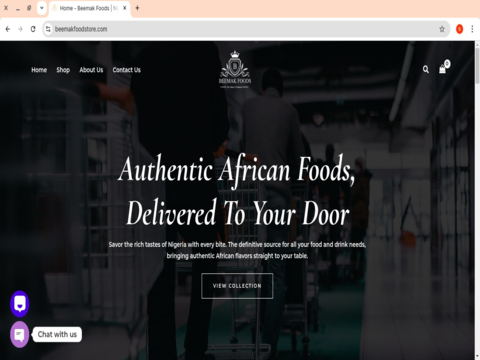 Home - Beemak Foods | N
beemakfoodstore.com
Home
Shop
About Us
Contact Us
BEEMAK FOODS
0
Authentic African Foods,
Delivered To Your Door
Savor the rich tastes of Nigeria with every bite. The definitive source for all your food and drink needs,
bringing authentic African flavors straight to your table.
VIEW COLLECTION
Chat with us